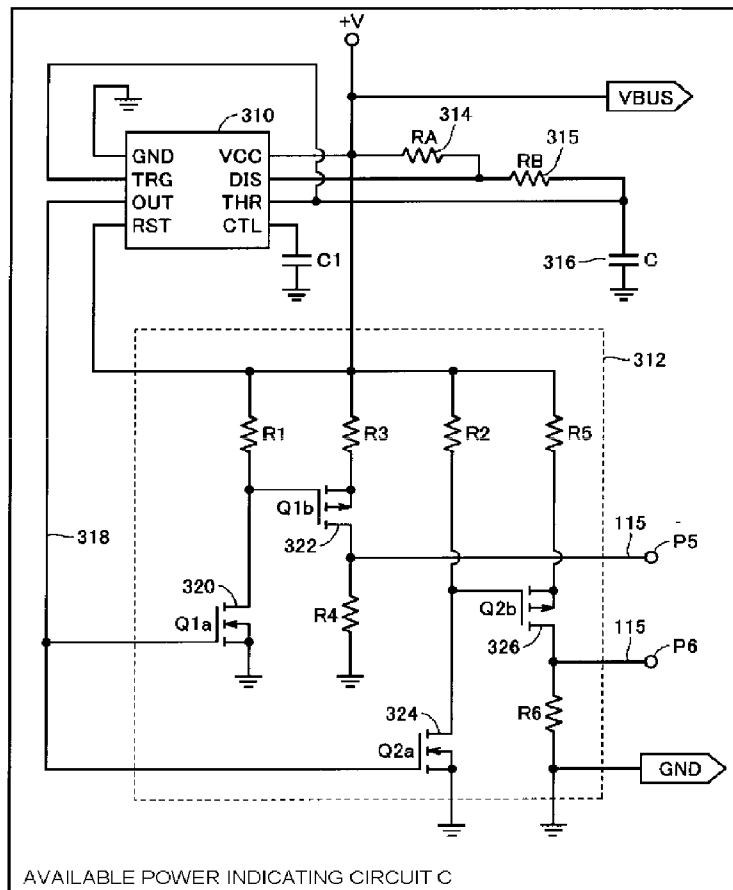 +V
VBUS
310
314
RA
315
RB
GND
VCC
TRG
DIS
OUT
THR
RST
CTL
C1
316
C
312
R1
R3
R2
R5
Q1b
322
115
P5
318
320
Q1a
R4
Q2b
326
115
P6
324
Q2a
R6
GND
AVAILABLE POWER INDICATING CIRCUIT C